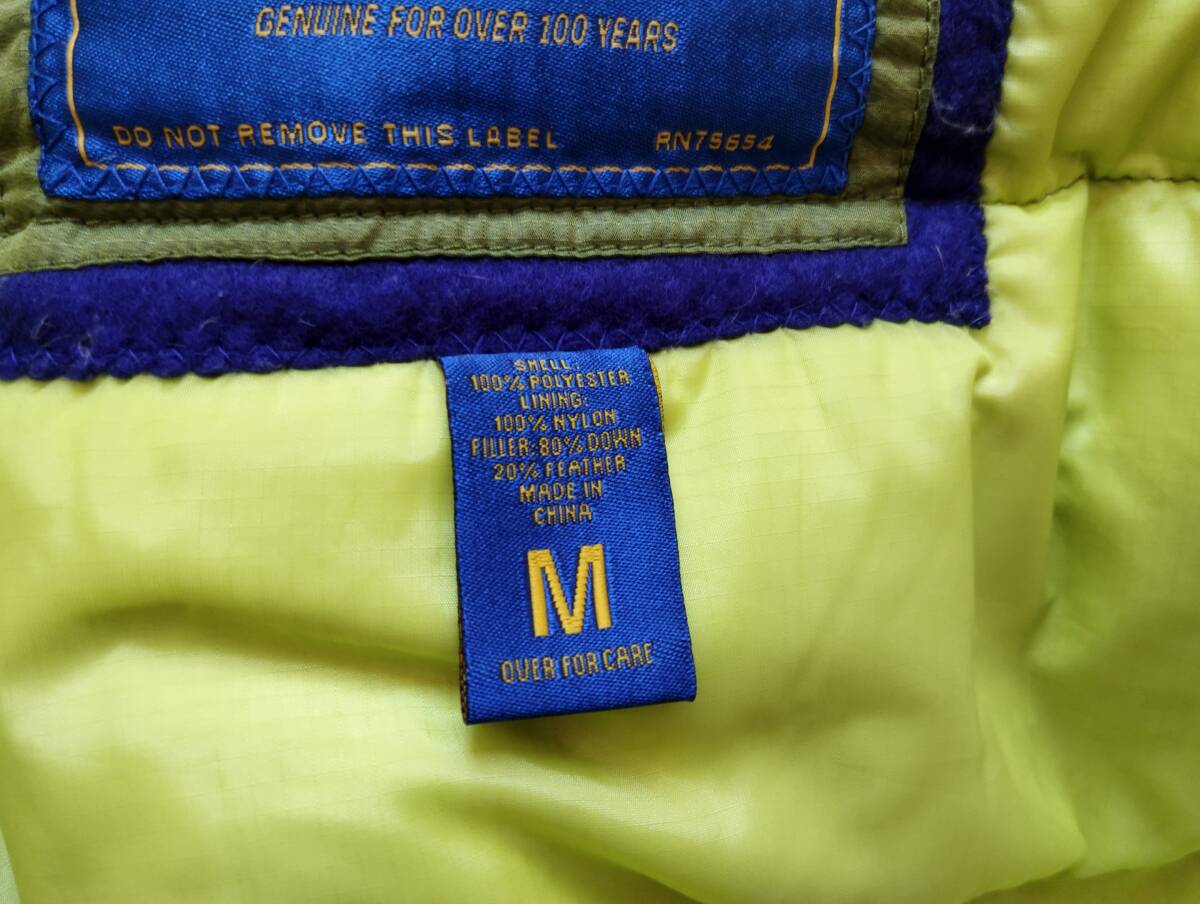 GENUINE FOR OVER 100 YEARS
DO NOT REMOVE THIS LABEL RN75654
SHELL:
100% POLYESTER
LINING:
100% NYLON
FILLER: 80% DOWN
20% FEATHER
MADE IN
CHINA
M
OVER FOR CARE